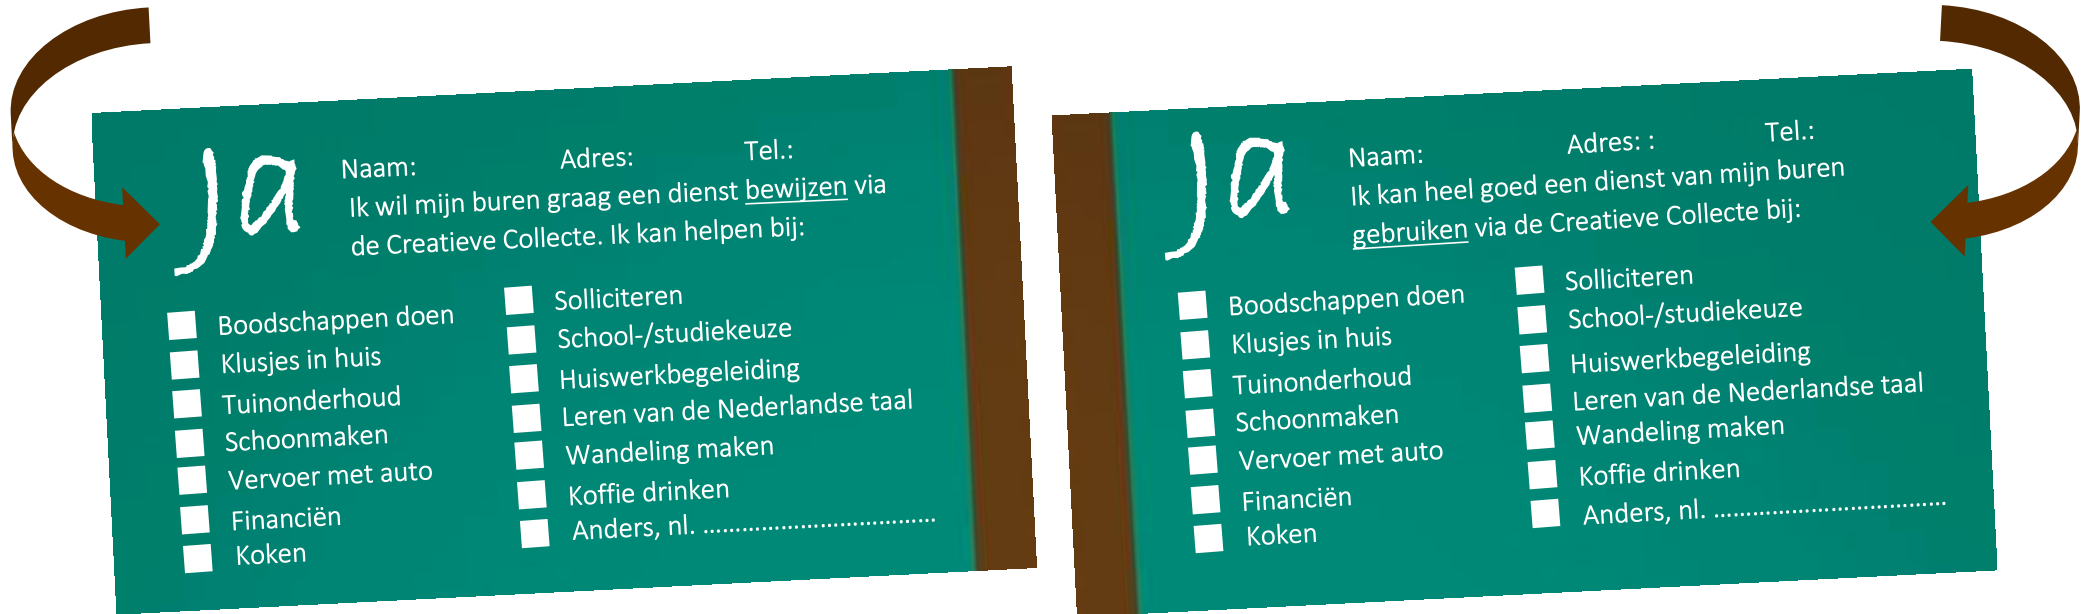 Ja
Naam: Adres: Tel.:
Ik wil mijn buren graag een dienst bewijzen via
de Creatieve Collecte. Ik kan helpen bij:
Boodschappen doen
Klusjes in huis
Tuinonderhoud
Schoonmaken
Vervoer met auto
Financiën
Koken
Solliciteren
School-/studiekeuze
Huiswerkbegeleiding
Leren van de Nederlandse taal
Wandeling maken
Koffie drinken
Anders, nl. ....................................
Ja
Naam: Adres: : Tel.:
Ik kan heel goed een dienst van mijn buren
gebruiken via de Creatieve Collecte bij:
Boodschappen doen
Klusjes in huis
Tuinonderhoud
Schoonmaken
Vervoer met auto
Financiën
Koken
Solliciteren
School-/studiekeuze
Huiswerkbegeleiding
Leren van de Nederlandse taal
Wandeling maken
Koffie drinken
Anders, nl. ....................................